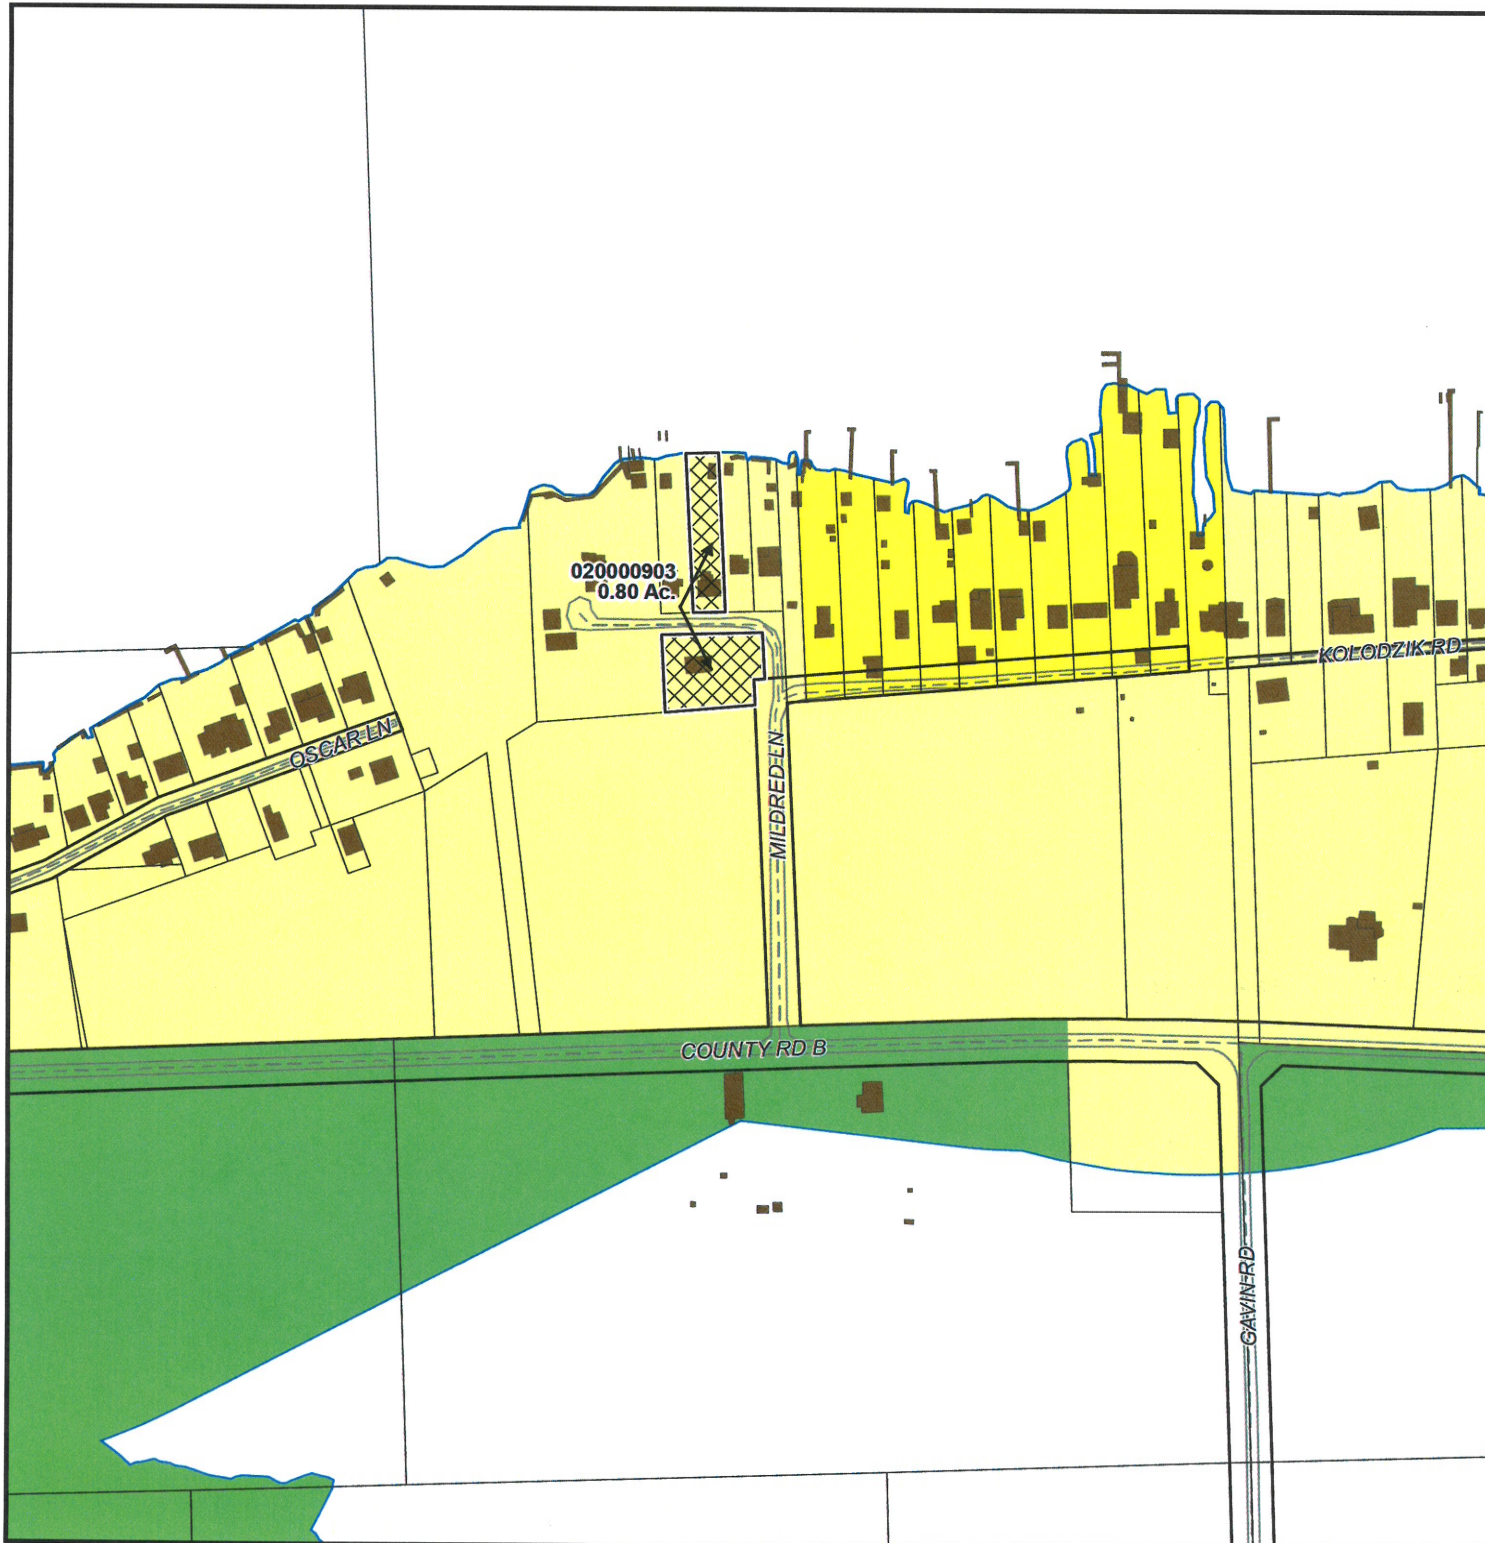 020000903
0.80 Ac.
KOLODZIK RD
OSCAR LN
MILDRED LN
COUNTY RD B
GAVIN RD